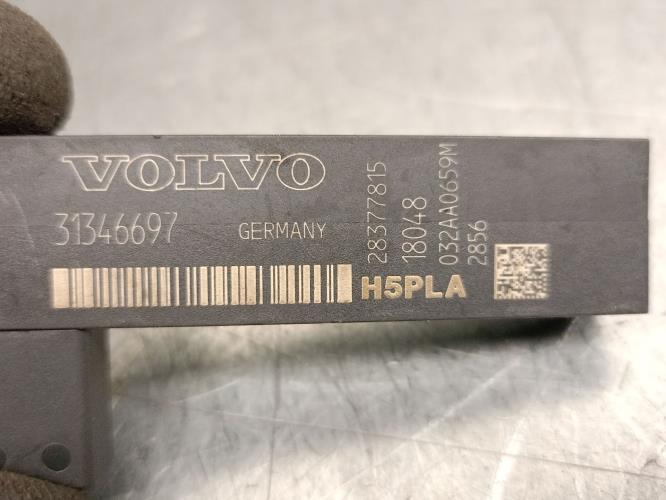 VOLVO
31346697 GERMANY
H5PLA
28377815
18048
032AA0659M
2856